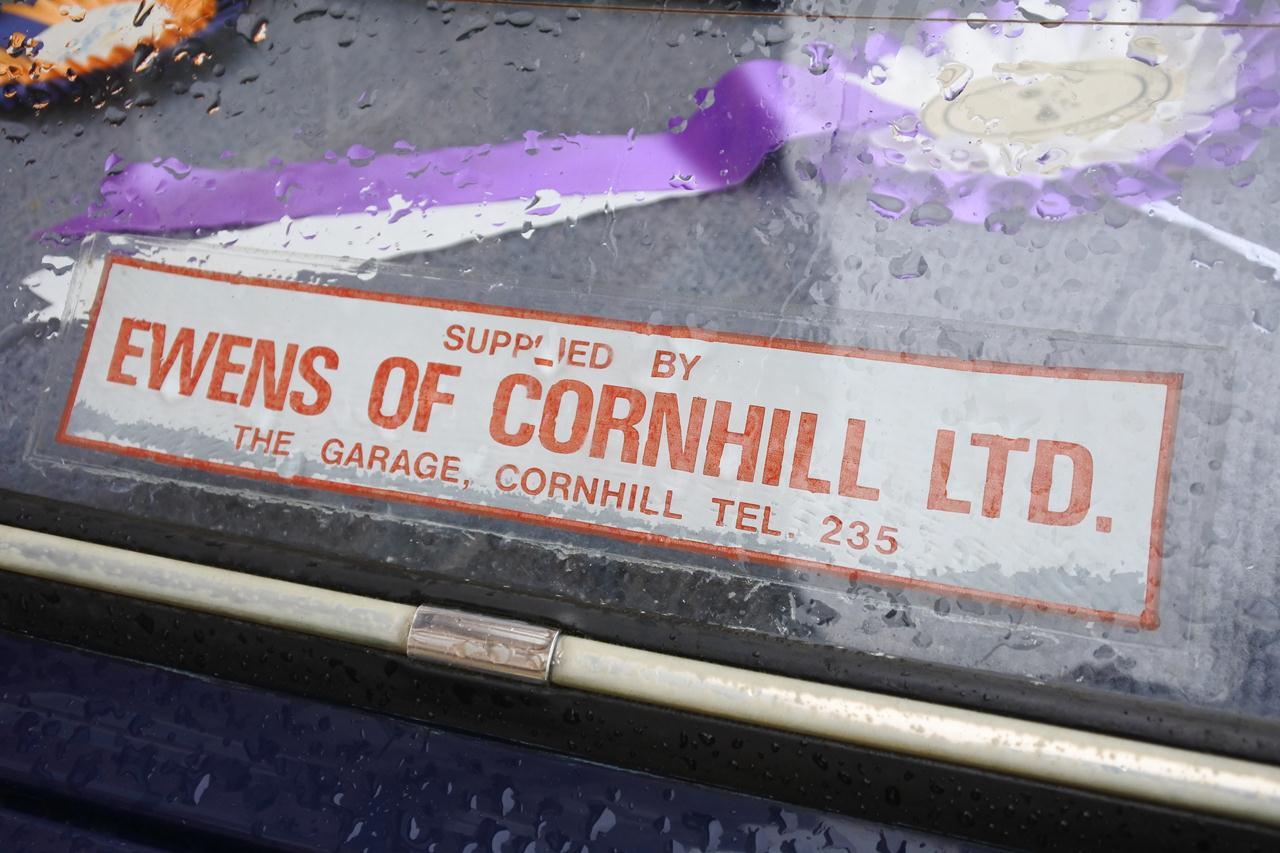 SUPPLIED BY
EWENS OF CORNHILL LTD.
THE GARAGE, CORNHILL TEL. 235